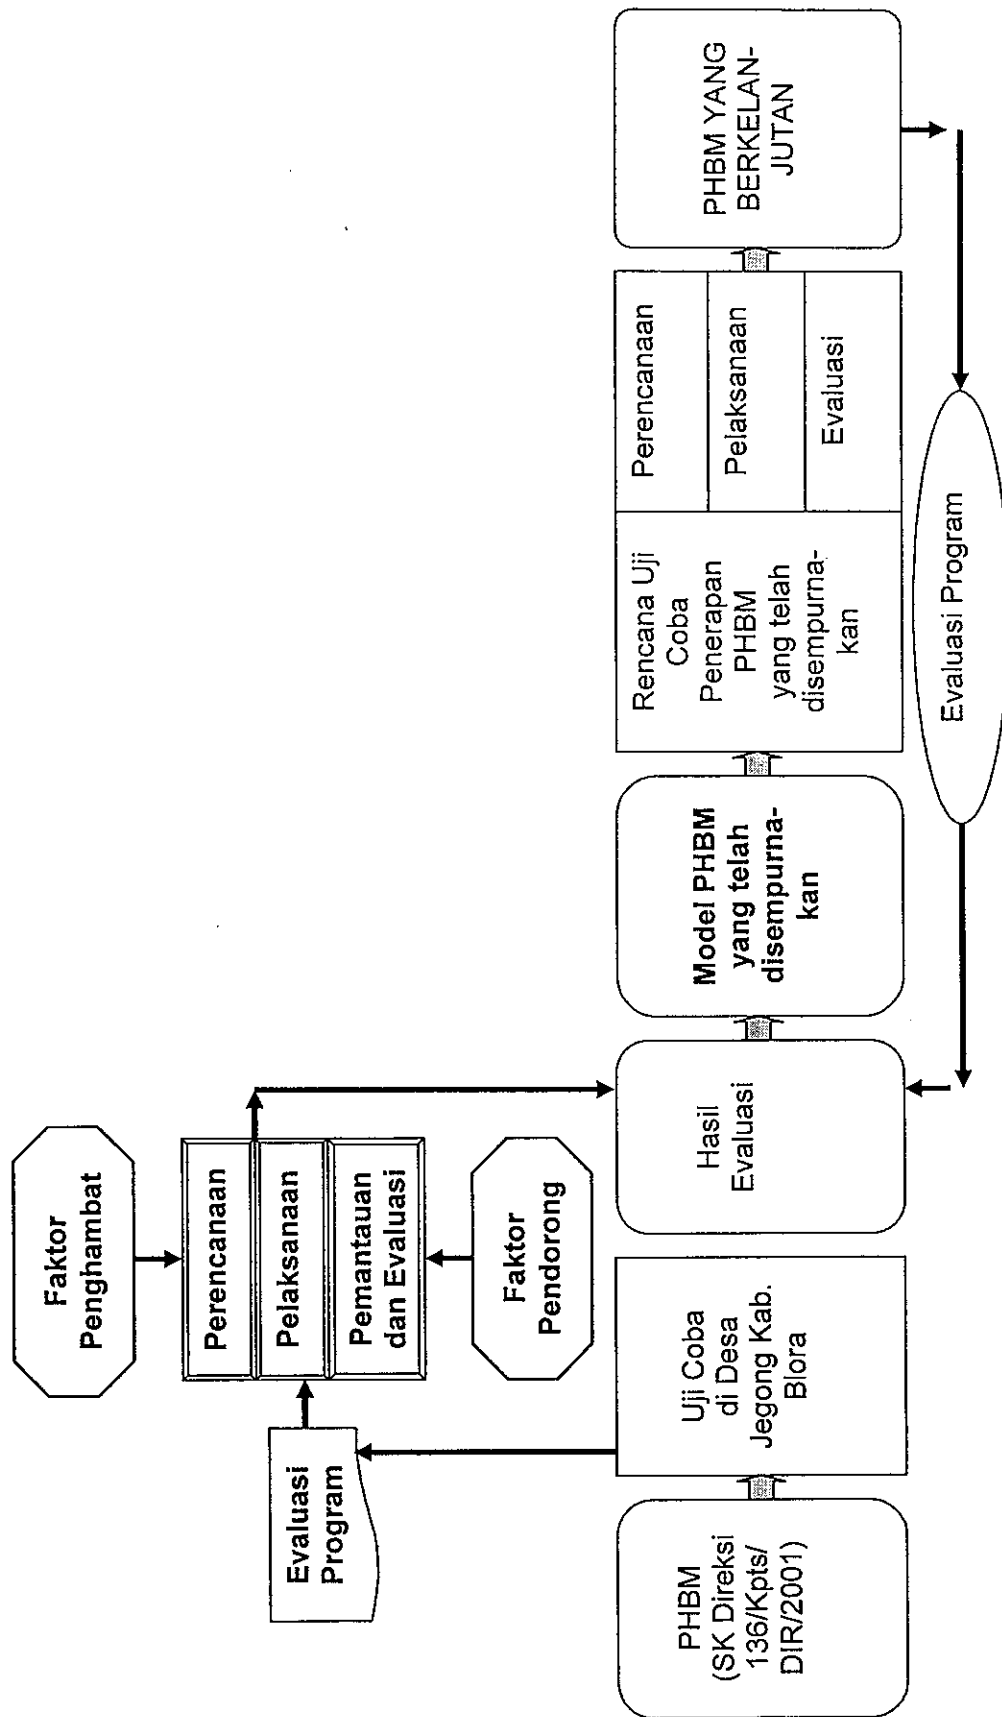 Faktor
Penghambat
Evaluasi
Program
Perencanaan
Pelaksanaan
Pemantauan
dan Evaluasi
Faktor
Pendorong
PHBM
(SK Direksi
136/Kpts/
DIR/2001)
Uji Coba
di Desa
Jegong Kab.
Blora
Hasil
Evaluasi
Model PHBM
yang telah
disempurna-
kan
Rencana Uji
Coba
Penerapan
PHBM
yang telah
disempurna-
kan
Perencanaan
Pelaksanaan
Evaluasi
PHBM YANG
BERKELAN-
JUTAN
Evaluasi Program